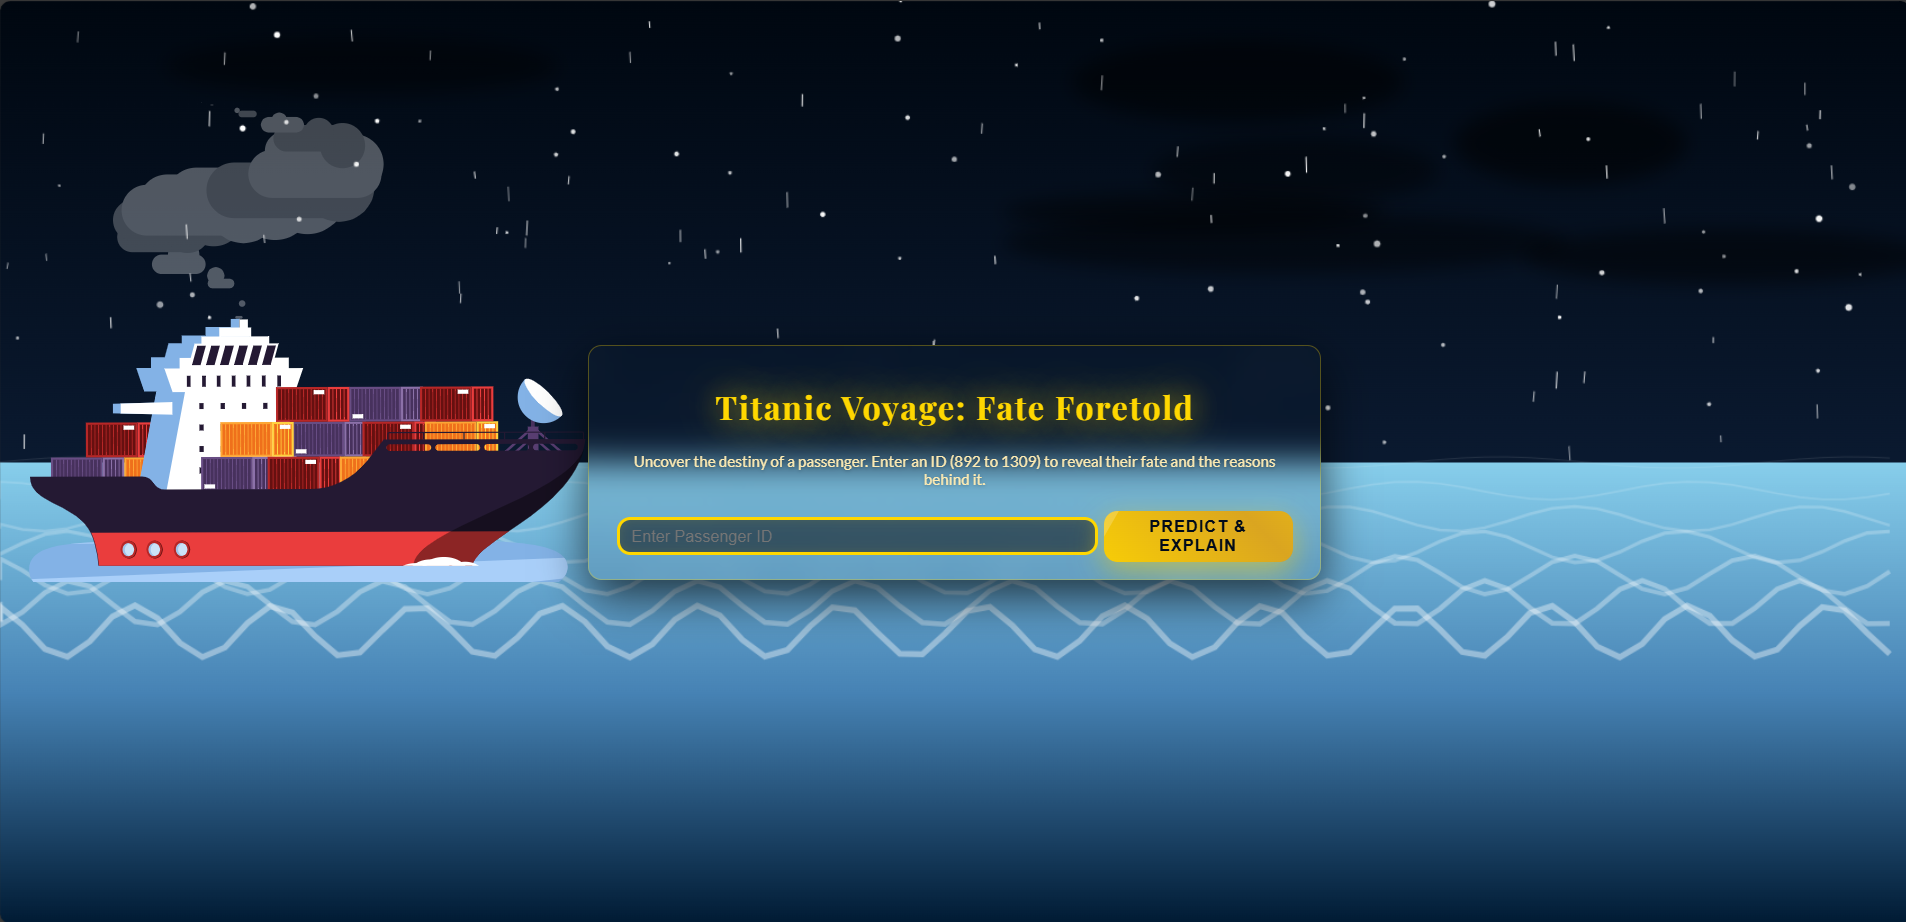 Titanic Voyage: Fate Foretold
Uncover the destiny of a passenger. Enter an ID (892 to 1309) to reveal their fate and the reasons
behind it.
Enter Passenger ID
PREDICT &
EXPLAIN